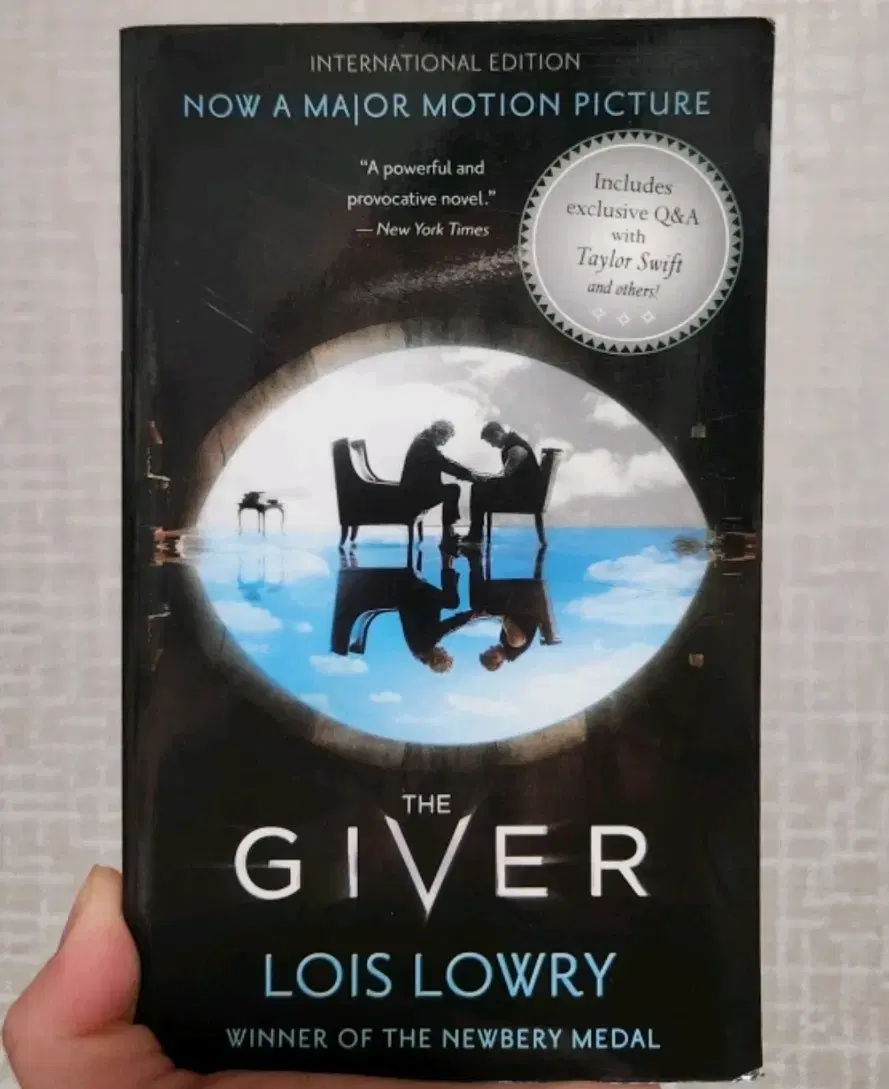 INTERNATIONAL EDITION
NOW A MAJOR MOTION PICTURE
“A powerful and
provocative novel.”
— New York Times
Includes
exclusive Q&A
with
Taylor Swift
and others!
THE
GIVER
LOIS LOWRY
WINNER OF THE NEWBERY MEDAL